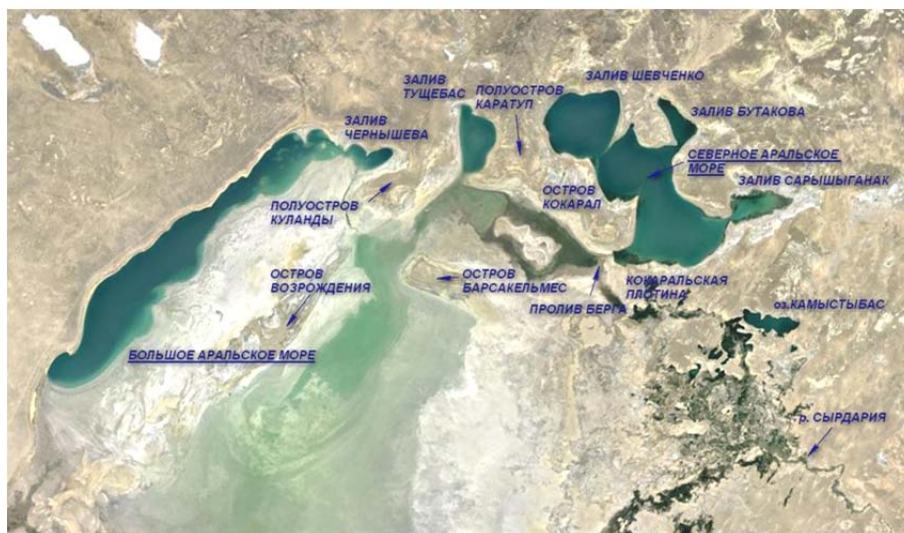 ЗАЛИВ ШЕВЧЕНКО
ЗАЛИВ
ТУЩЕБАС
ПОЛУОСТРОВ
КАРАТУП
ЗАЛИВ БУТАКОВА
ЗАЛИВ
ЧЕРНЫШЕВА
СЕВЕРНОЕ АРАЛЬСКОЕ
МОРЕ
ЗАЛИВ САРЫШЫГАНАК
ОСТРОВ
КОКАРАЛ
ПОЛУОСТРОВ
КУЛАНДЫ
ОСТРОВ
ВОЗРОЖДЕНИЯ
ОСТРОВ
БАРСАКЕЛЬМЕС
КОКАРАЛЬСКАЯ
ПЛОТИНА
ПРОЛИВ БЕРГА
оз.КАМЫСТЫБАС
БОЛЬШОЕ АРАЛЬСКОЕ МОРЕ
р. СЫРДАРИЯ